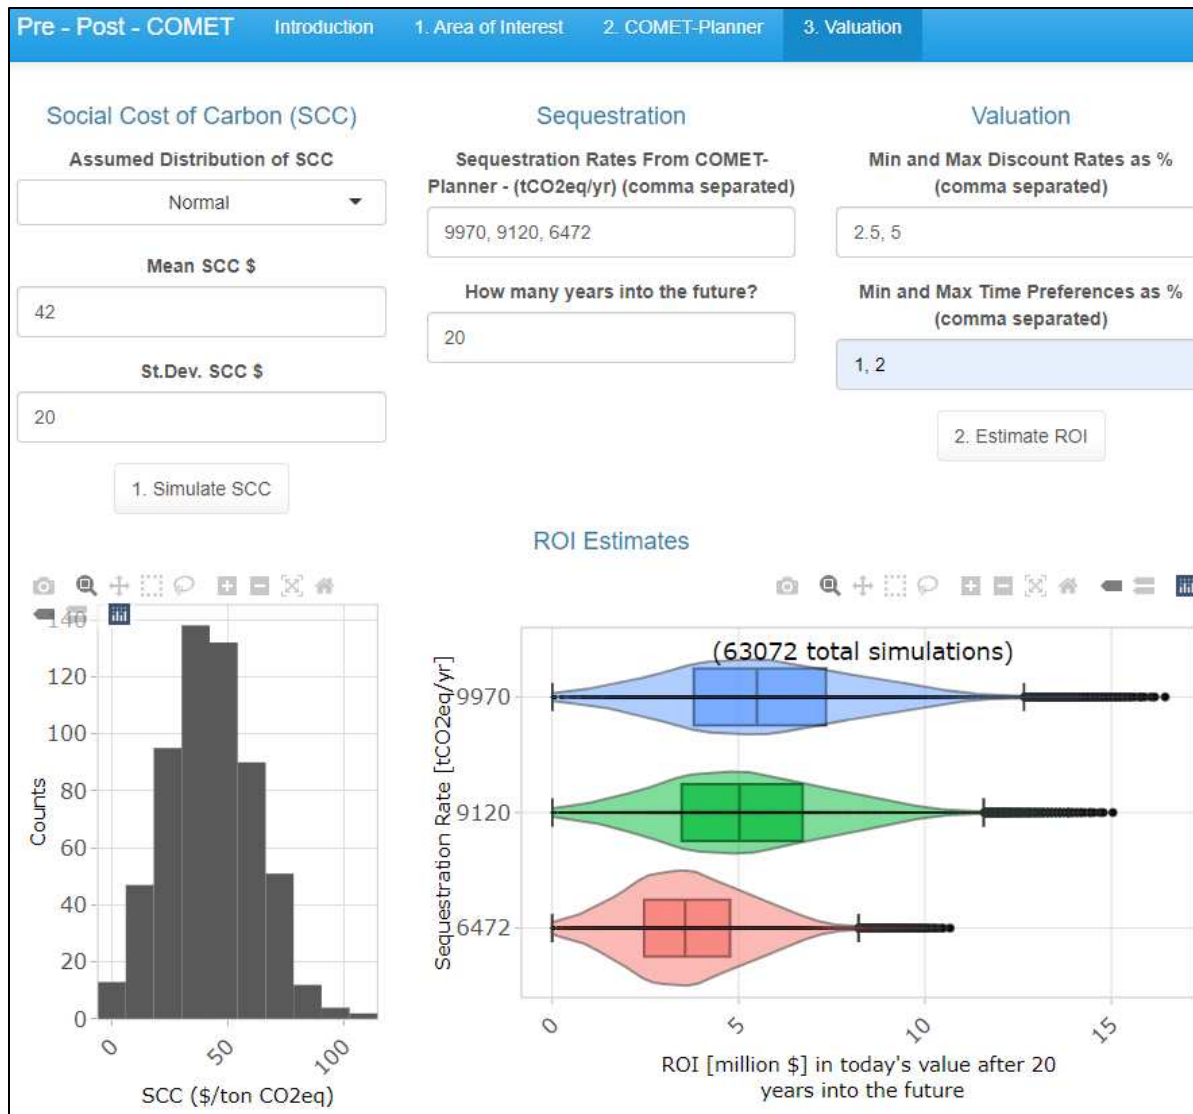 Pre - Post - COMET Introduction 1. Area of Interest 2. COMET-Planner 3. Valuation
Social Cost of Carbon (SCC)
Assumed Distribution of SCC
Normal
Mean SCC $
42
St.Dev. SCC $
20
1. Simulate SCC
Sequestration
Sequestration Rates From COMET-
Planner - (tCO2eq/yr) (comma separated)
9970, 9120, 6472
How many years into the future?
20
Valuation
Min and Max Discount Rates as %
(comma separated)
2.5, 5
Min and Max Time Preferences as %
(comma separated)
1, 2
2. Estimate ROI
ROI Estimates
140
120
100
80
60
40
20
0
Counts
0 50 100
SCC ($/ton CO2eq)
(63072 total simulations)
Sequestration Rate [tCO2eq/yr]
9970
9120
6472
0 5 10 15
ROI [million $] in today's value after 20
years into the future